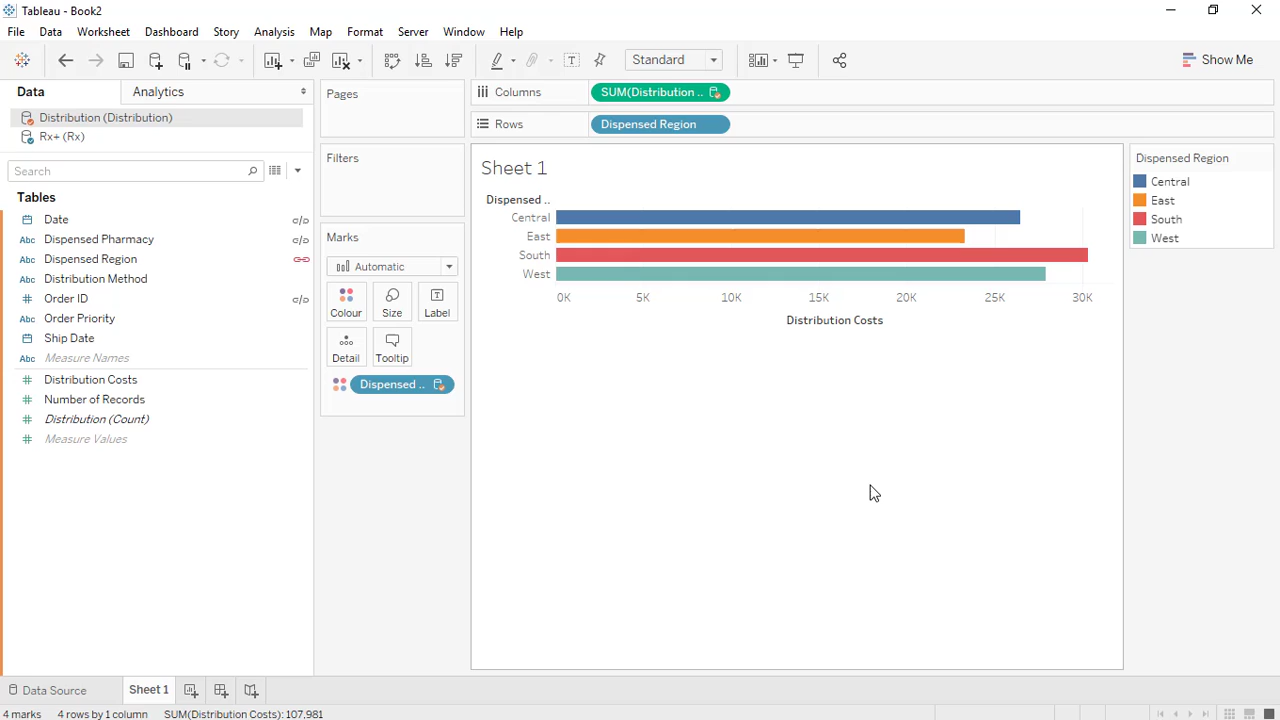 Tableau - Book2
File Data Worksheet Dashboard Story Analysis Map Format Server Window Help
Standard
Show Me
Data Analytics
Distribution (Distribution)
Rx+ (Rx)
Search
Tables
Date
Abc Dispensed Pharmacy
Abc Dispensed Region
Abc Distribution Method
# Order ID
Abc Order Priority
Ship Date
Abc Measure Names
# Distribution Costs
# Number of Records
# Distribution (Count)
# Measure Values
Pages
Filters
Marks
Automatic
Colour Size Label
Detail Tooltip
Dispensed ..
Columns SUM(Distribution ..
Rows Dispensed Region
Sheet 1
Dispensed ..
Central
East
South
West
0K 5K 10K 15K 20K 25K 30K
Distribution Costs
Dispensed Region
Central
East
South
West
Data Source Sheet 1
4 marks 4 rows by 1 column SUM(Distribution Costs): 107,981